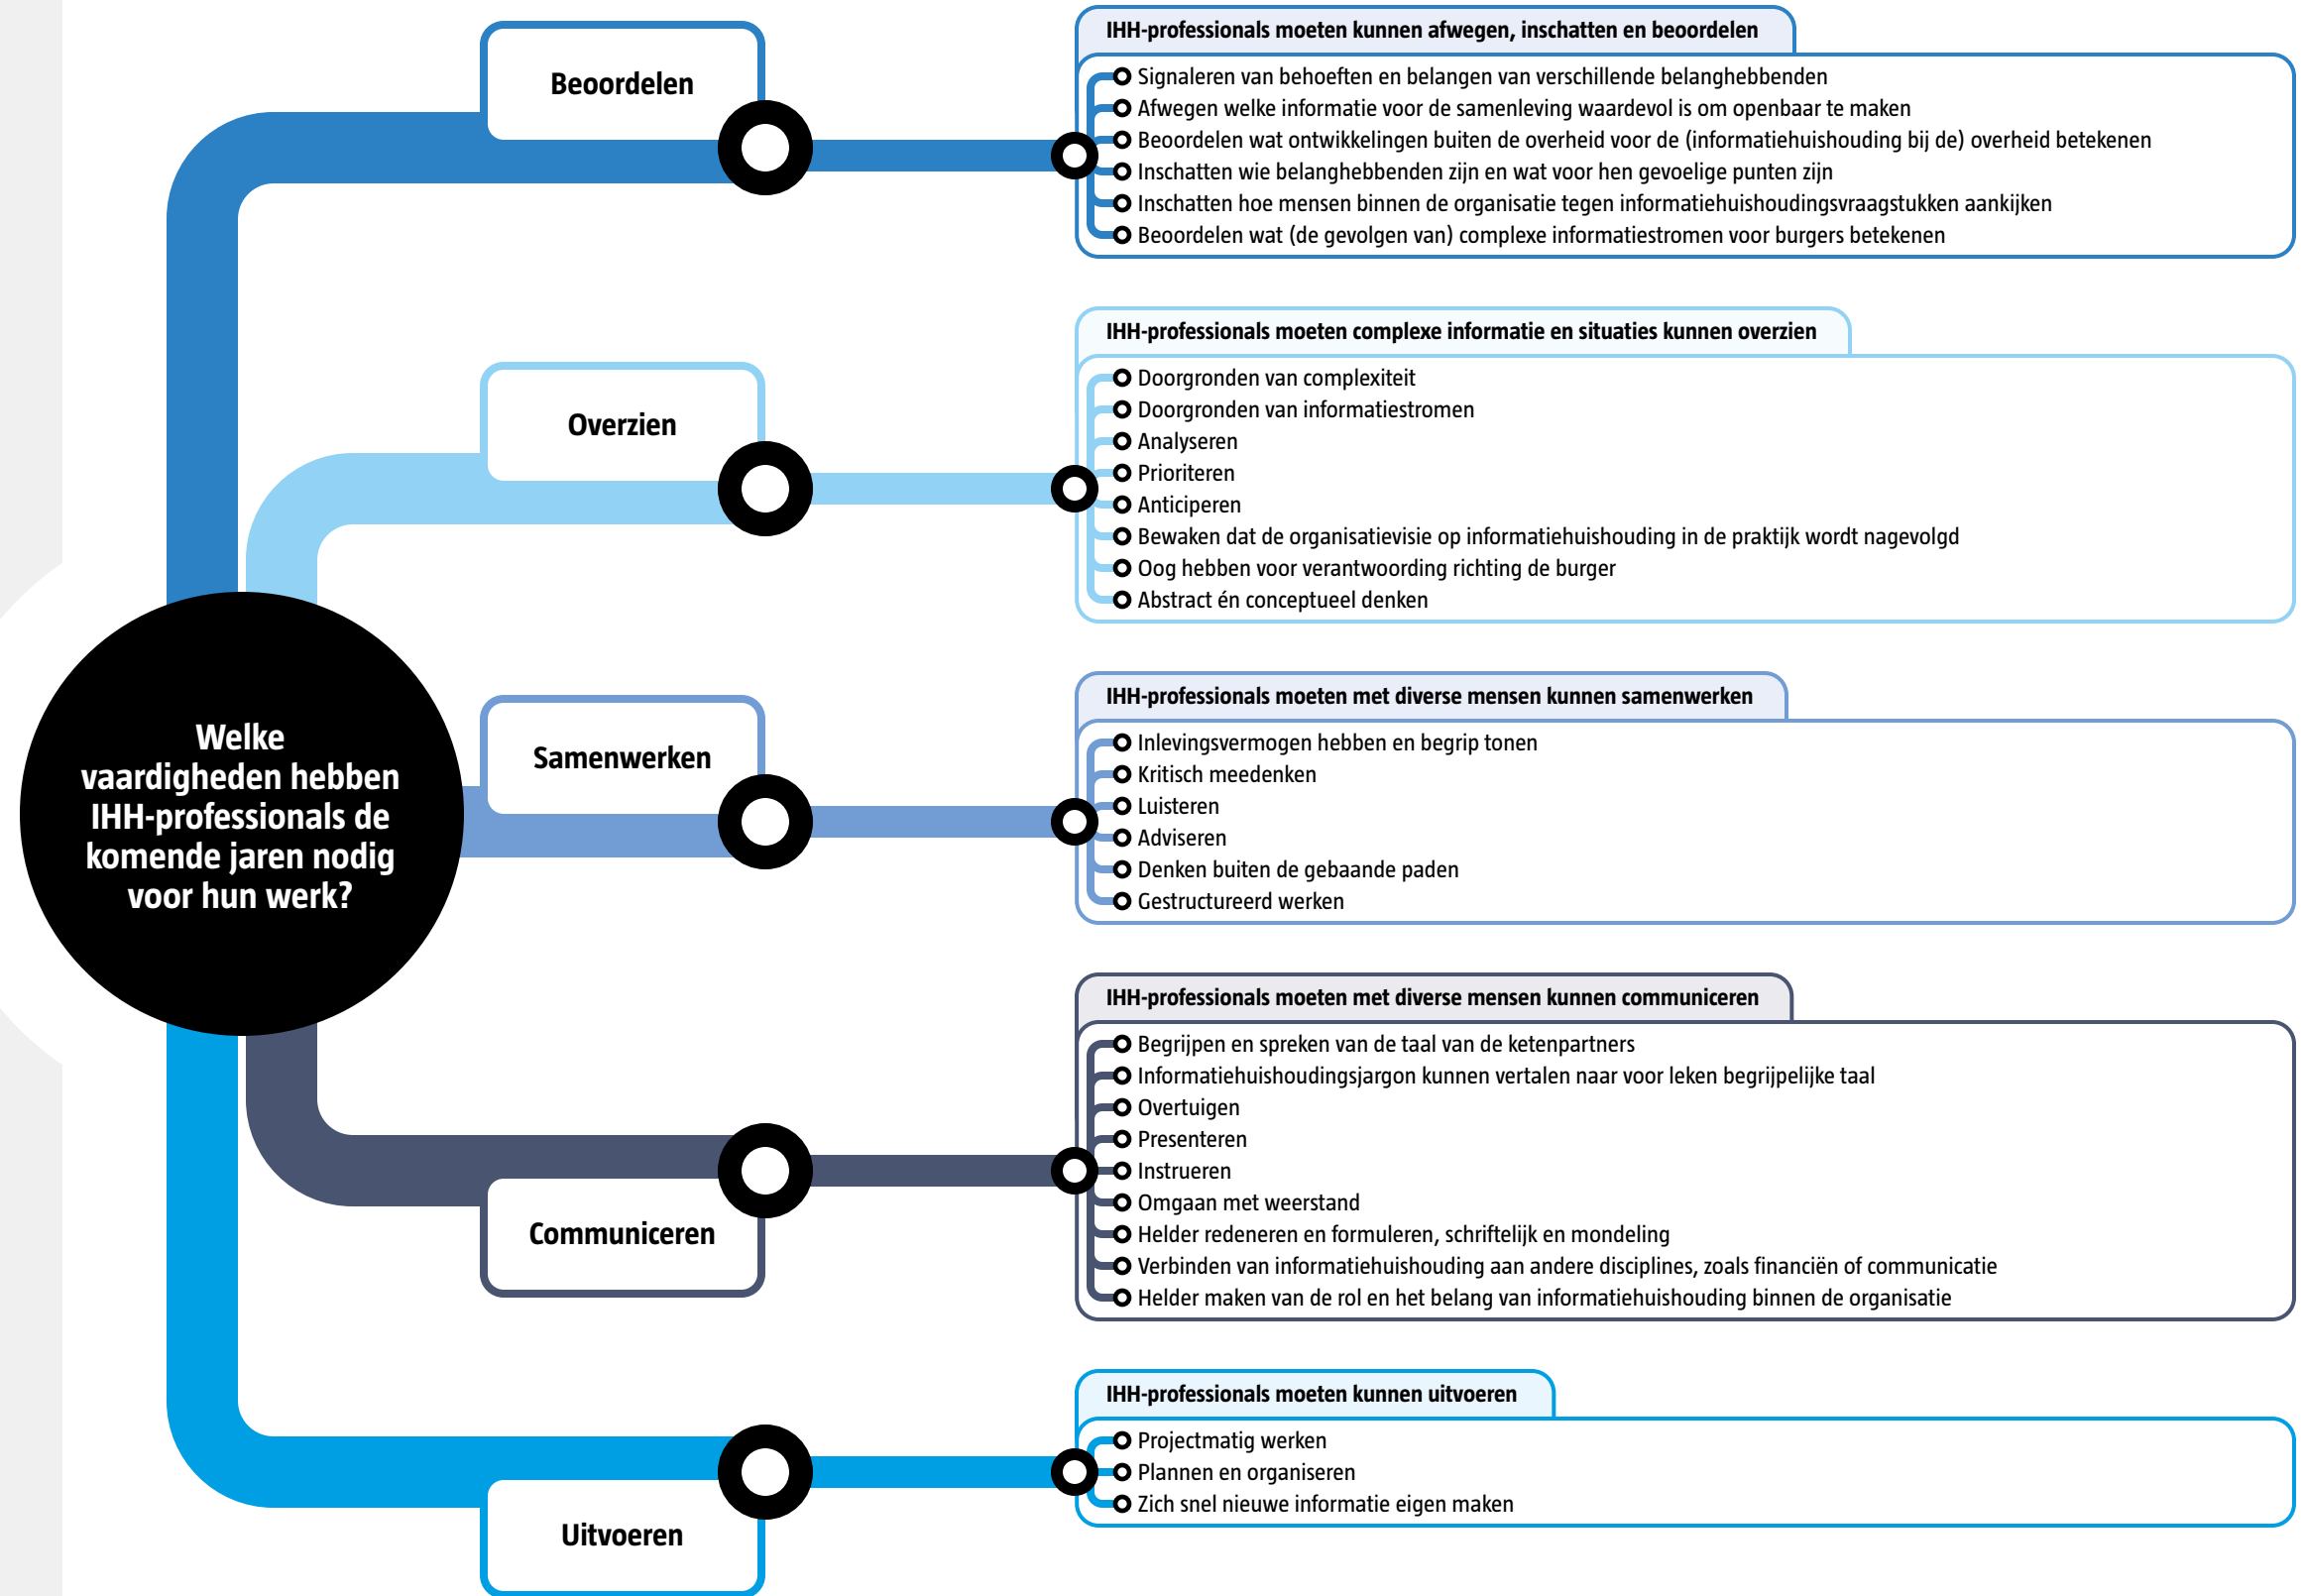 Welke
vaardigheden hebben
IHH-professionals de
komende jaren nodig
voor hun werk?
Beoordelen
IHH-professionals moeten kunnen afwegen, inschatten en beoordelen
Signaleren van behoeften en belangen van verschillende belanghebbenden
Afwegen welke informatie voor de samenleving waardevol is om openbaar te maken
Beoordelen wat ontwikkelingen buiten de overheid voor de (informatiehuishouding bij de) overheid betekenen
Inschatten wie belanghebbenden zijn en wat voor hen gevoelige punten zijn
Inschatten hoe mensen binnen de organisatie tegen informatiehuishoudingsvraagstukken aankijken
Beoordelen wat (de gevolgen van) complexe informatiestromen voor burgers betekenen
Overzien
IHH-professionals moeten complexe informatie en situaties kunnen overzien
Doorgronden van complexiteit
Doorgronden van informatiestromen
Analyseren
Prioriteren
Anticiperen
Bewaken dat de organisatievisie op informatiehuishouding in de praktijk wordt nagevolgd
Oog hebben voor verantwoording richting de burger
Abstract én conceptueel denken
Samenwerken
IHH-professionals moeten met diverse mensen kunnen samenwerken
Inlevingsvermogen hebben en begrip tonen
Kritisch meedenken
Luisteren
Adviseren
Denken buiten de gebaande paden
Gestructureerd werken
Communiceren
IHH-professionals moeten met diverse mensen kunnen communiceren
Begrijpen en spreken van de taal van de ketenpartners
Informatiehuishoudingsjargon kunnen vertalen naar voor leken begrijpelijke taal
Overtuigen
Presenteren
Instrueren
Omgaan met weerstand
Helder redeneren en formuleren, schriftelijk en mondeling
Verbinden van informatiehuishouding aan andere disciplines, zoals financiën of communicatie
Helder maken van de rol en het belang van informatiehuishouding binnen de organisatie
Uitvoeren
IHH-professionals moeten kunnen uitvoeren
Projectmatig werken
Plannen en organiseren
Zich snel nieuwe informatie eigen maken